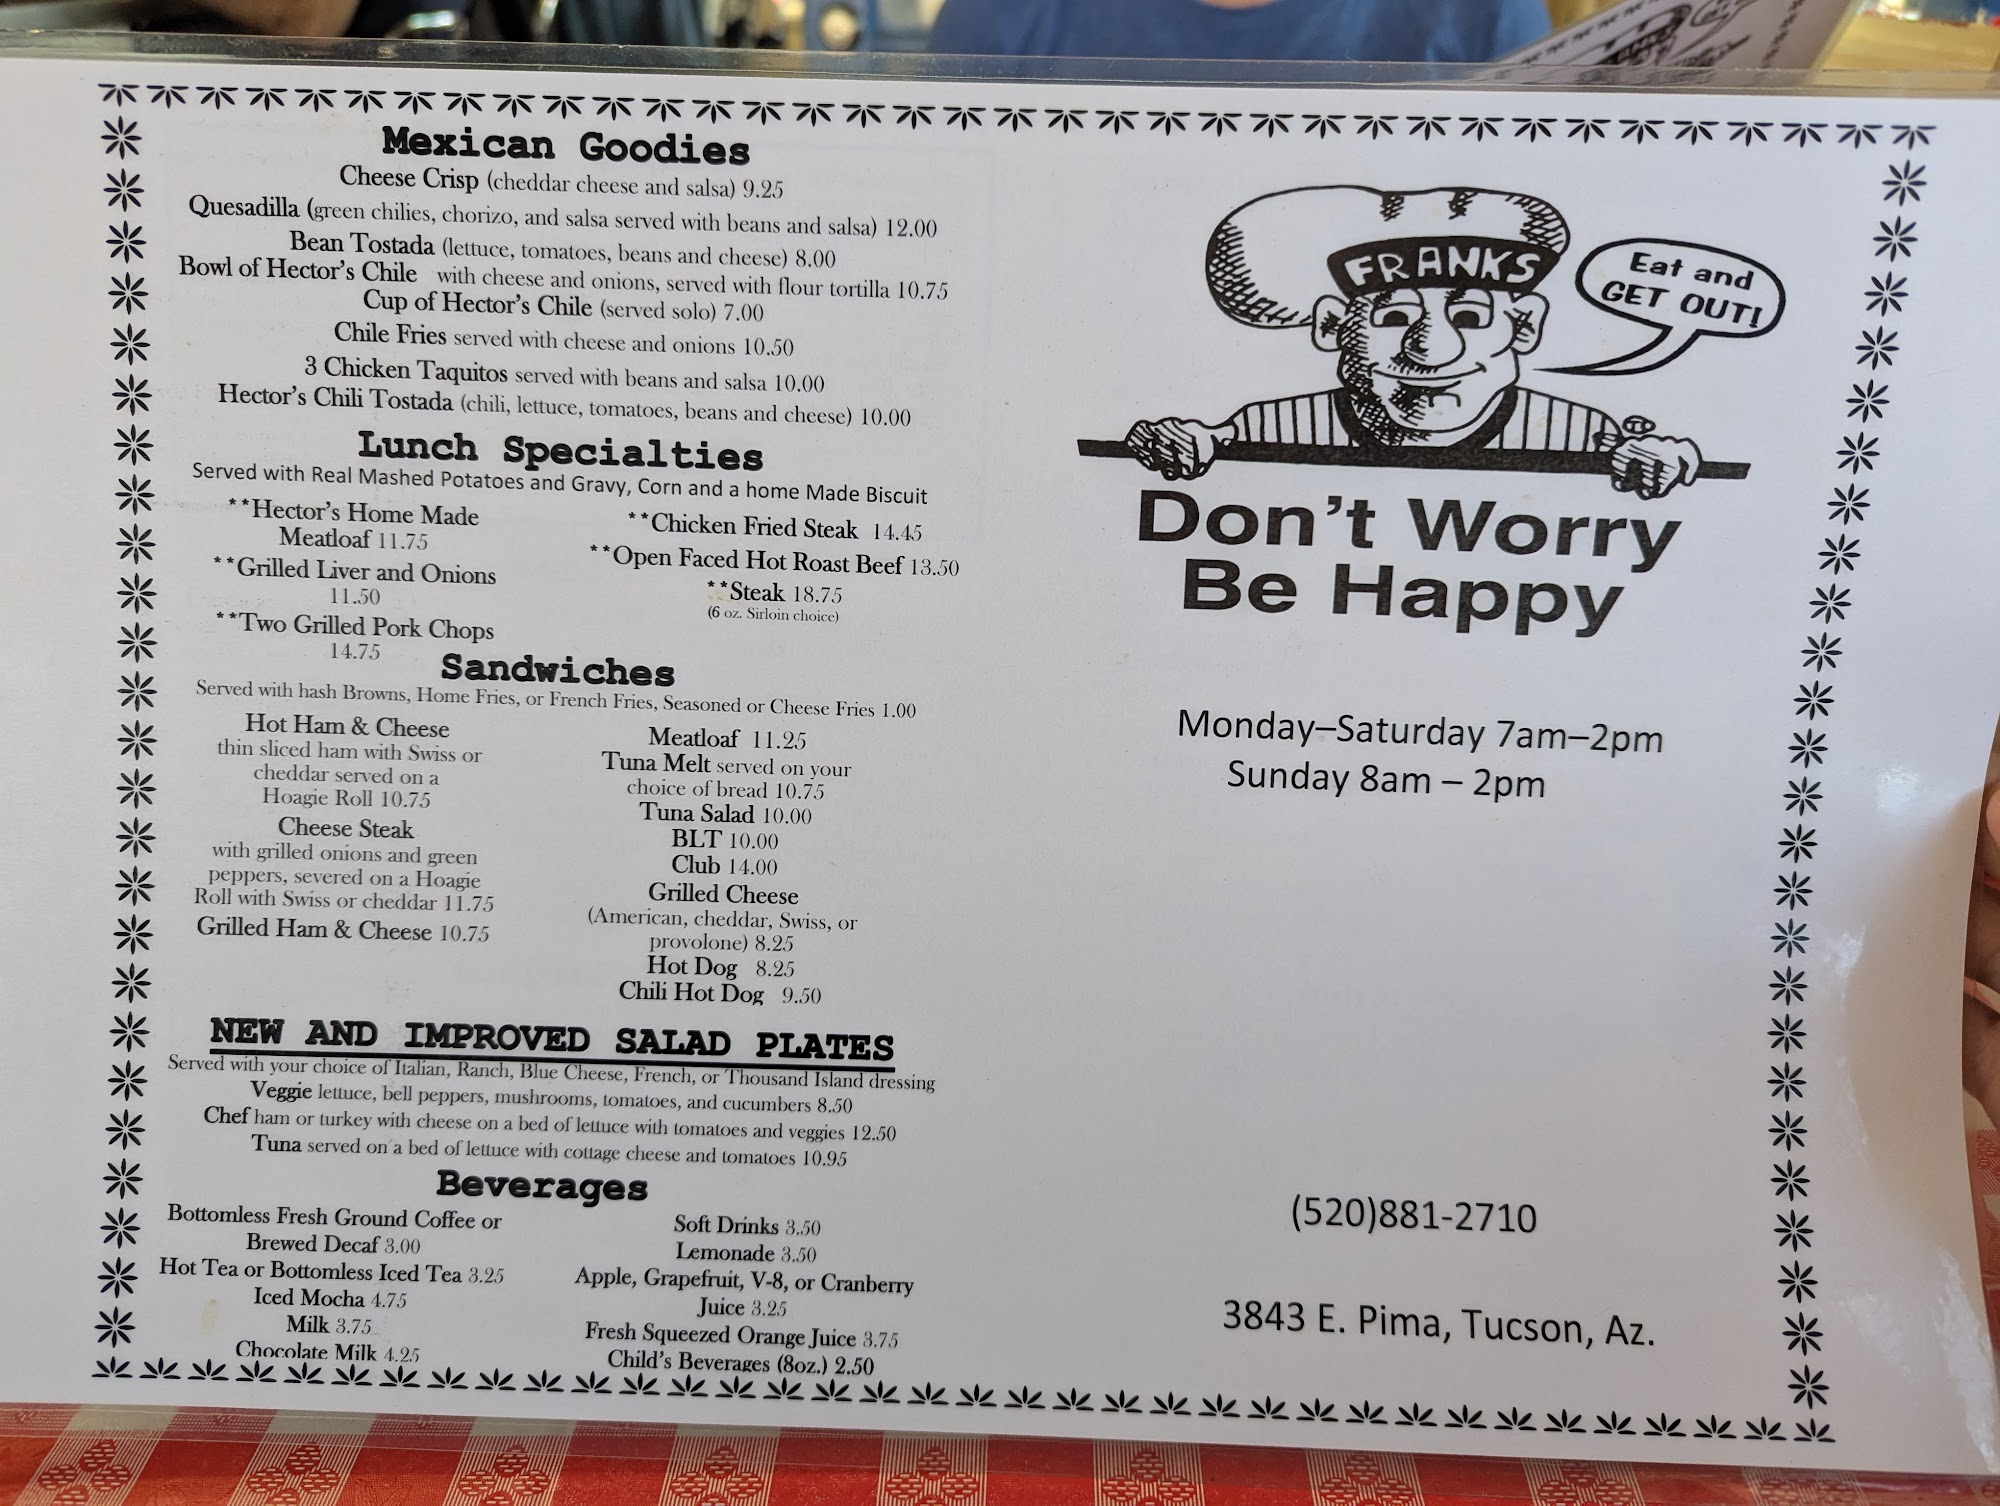 Mexican Goodies
Cheese Crisp (cheddar cheese and salsa) 9.25
Quesadilla (green chilies, chorizo, and salsa served with beans and salsa) 12.00
Bean Tostada (lettuce, tomatoes, beans and cheese) 8.00
Bowl of Hector's Chile with cheese and onions, served with flour tortilla 10.75
Cup of Hector's Chile (served solo) 7.00
Chile Fries served with cheese and onions 10.50
3 Chicken Taquitos served with beans and salsa 10.00
Hector's Chili Tostada (chili, lettuce, tomatoes, beans and cheese) 10.00
Lunch Specialties
Served with Real Mashed Potatoes and Gravy, Corn and a home Made Biscuit
**Hector's Home Made
Meatloaf 11.75
**Grilled Liver and Onions
11.50
**Two Grilled Pork Chops
14.75
**Chicken Fried Steak 14.45
**Open Faced Hot Roast Beef 13.50
**Steak 18.75
(6 oz. Sirloin choice)
Sandwiches
Served with hash Browns, Home Fries, or French Fries, Seasoned or Cheese Fries 1.00
Hot Ham & Cheese
thin sliced ham with Swiss or
cheddar served on a
Hoagie Roll 10.75
Cheese Steak
with grilled onions and green
peppers, severed on a Hoagie
Roll with Swiss or cheddar 11.75
Grilled Ham & Cheese 10.75
Meatloaf 11.25
Tuna Melt served on your
choice of bread 10.75
Tuna Salad 10.00
BLT 10.00
Club 14.00
Grilled Cheese
(American, cheddar, Swiss, or
provolone) 8.25
Hot Dog 8.25
Chili Hot Dog 9.50
NEW AND IMPROVED SALAD PLATES
Served with your choice of Italian, Ranch, Blue Cheese, French, or Thousand Island dressing
Veggie lettuce, bell peppers, mushrooms, tomatoes, and cucumbers 8.50
Chef ham or turkey with cheese on a bed of lettuce with tomatoes and veggies 12.50
Tuna served on a bed of lettuce with cottage cheese and tomatoes 10.95
Beverages
Bottomless Fresh Ground Coffee or
Brewed Decaf 3.00
Hot Tea or Bottomless Iced Tea 3.25
Iced Mocha 4.75
Milk 3.75
Chocolate Milk 4.25
Soft Drinks 3.50
Lemonade 3.50
Apple, Grapefruit, V-8, or Cranberry
Juice 3.25
Fresh Squeezed Orange Juice 3.75
Child's Beverages (8oz.) 2.50
FRANKS
Eat and
GET OUT!
Don't Worry
Be Happy
Monday–Saturday 7am–2pm
Sunday 8am – 2pm
(520)881-2710
3843 E. Pima, Tucson, Az.